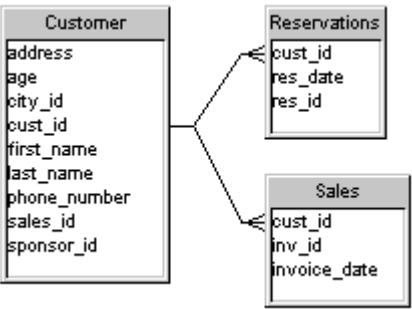 Customer
address
age
city_id
cust_id
first_name
last_name
phone_number
sales_id
sponsor_id
Reservations
cust_id
res_date
res_id
Sales
cust_id
inv_id
invoice_date